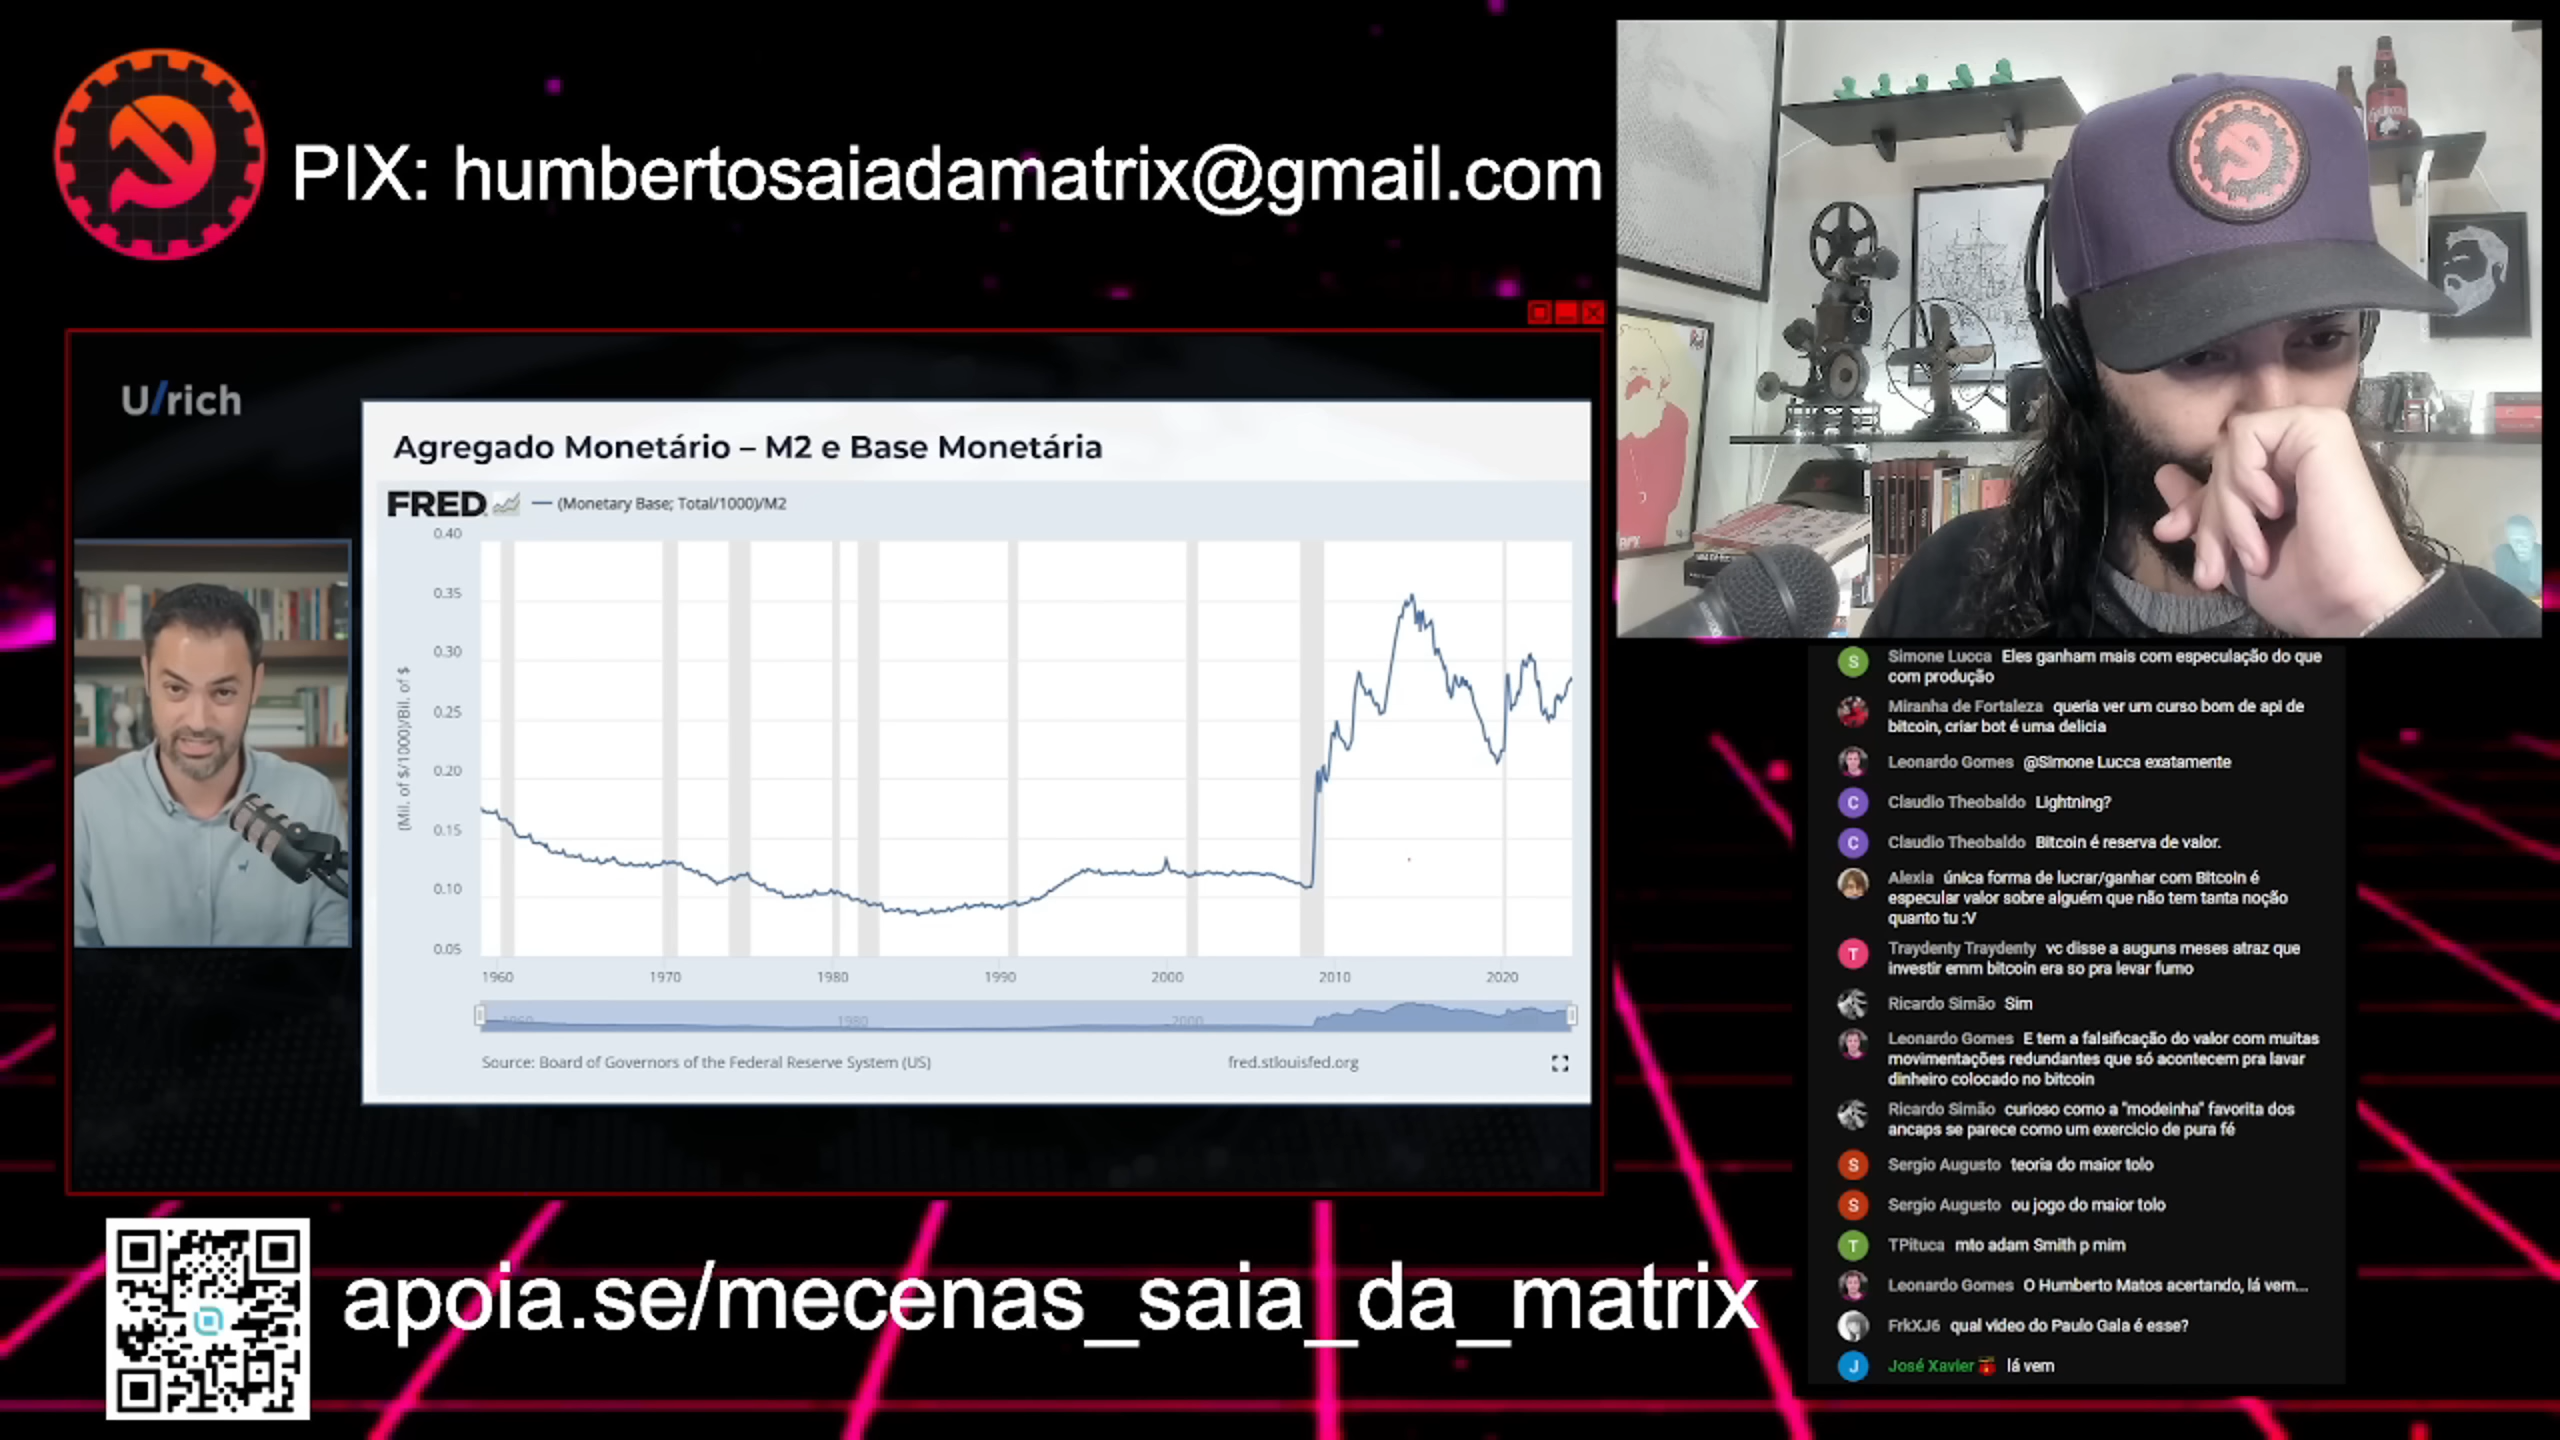 PIX: humbertosaiadamatrix@gmail.com
U/rich
Agregado Monetário – M2 e Base Monetária
FRED
(Monetary Base; Total/1000)/M2
(Mil. of $/1000)/Bil. of $
0.40
0.35
0.30
0.25
0.20
0.15
0.10
0.05
1960 1970 1980 1990 2000 2010 2020
1960 1980 2000
Source: Board of Governors of the Federal Reserve System (US)
fred.stlouisfed.org
apoia.se/mecenas_saia_da_matrix
S Simone Lucca Eles ganham mais com especulação do que
com produção
Miranha de Fortaleza queria ver um curso bom de api de
bitcoin, criar bot é uma delicia
Leonardo Gomes @Simone Lucca exatamente
C Claudio Theobaldo Lightning?
C Claudio Theobaldo Bitcoin é reserva de valor.
Alexia única forma de lucrar/ganhar com Bitcoin é
especular valor sobre alguém que não tem tanta noção
quanto tu :V
T Traydenty Traydenty vc disse a auguns meses atraz que
investir emm bitcoin era so pra levar fumo
Ricardo Simão Sim
Leonardo Gomes E tem a falsificação do valor com muitas
movimentações redundantes que só acontecem pra lavar
dinheiro colocado no bitcoin
Ricardo Simão curioso como a "modeinha" favorita dos
ancaps se parece como um exercicio de pura fé
S Sergio Augusto teoria do maior tolo
S Sergio Augusto ou jogo do maior tolo
T TPituca mto adam Smith p mim
Leonardo Gomes O Humberto Matos acertando, lá vem...
FrkXJ6 qual video do Paulo Gala é esse?
J José Xavier lá vem